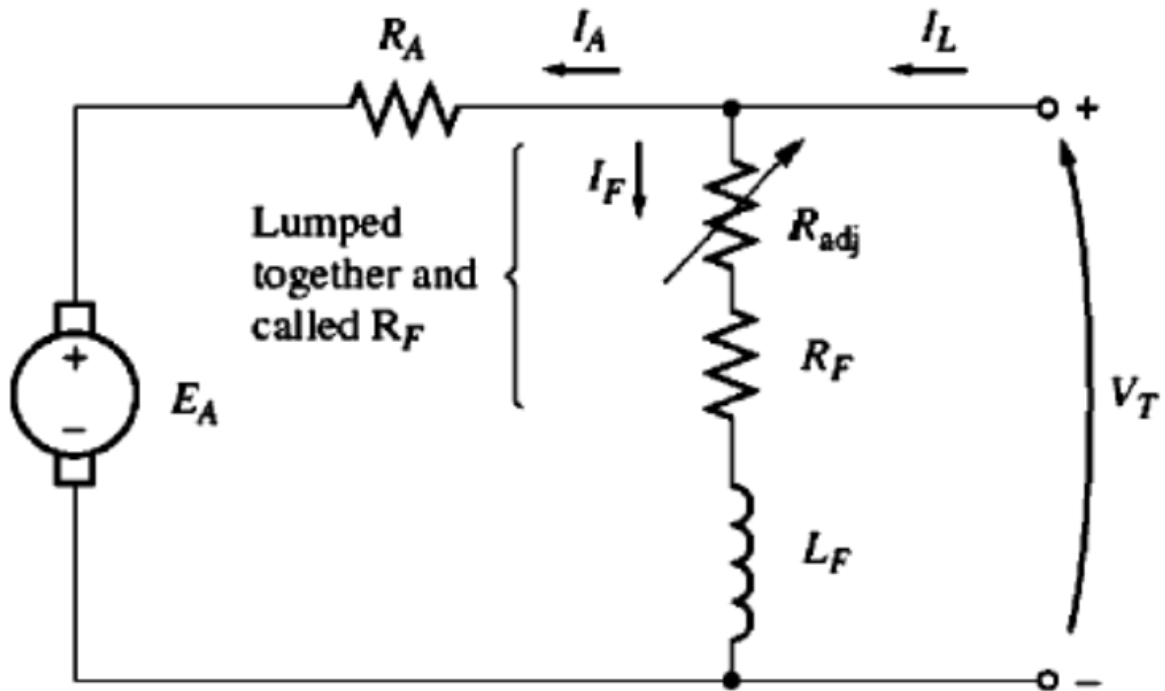 R_A
I_A
I_L
+
I_F
R_adj
Lumped
together and
called R_F
+
−
E_A
R_F
V_T
L_F
−